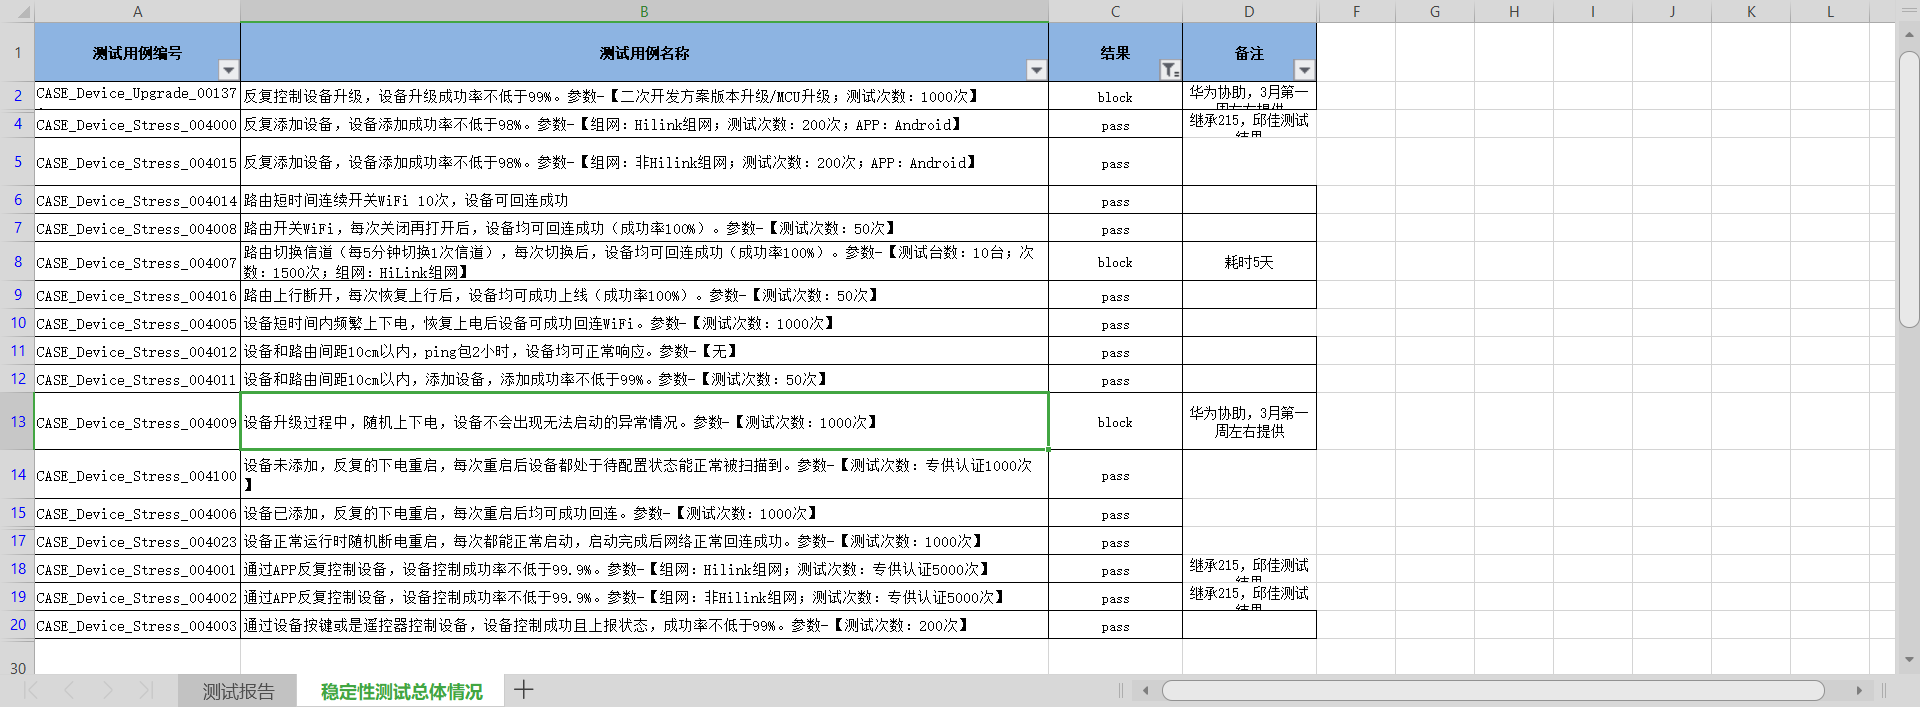 A B C D F G H I J K L
1 测试用例编号 测试用例名称 结果 备注
2 CASE_Device_Upgrade_00137 反复控制设备升级，设备升级成功率不低于99%。参数-【二次开发方案版本升级/MCU升级；测试次数：1000次】 block 华为协助，3月第一
周左右提供
4 CASE_Device_Stress_004000 反复添加设备，设备添加成功率不低于98%。参数-【组网：Hilink组网；测试次数：200次；APP：Android】 pass 继承215，邱佳测试
结果
5 CASE_Device_Stress_004015 反复添加设备，设备添加成功率不低于98%。参数-【组网：非Hilink组网；测试次数：200次；APP：Android】 pass
6 CASE_Device_Stress_004014 路由短时间连续开关WiFi 10次，设备可回连成功 pass
7 CASE_Device_Stress_004008 路由开关WiFi，每次关闭再打开后，设备均可回连成功（成功率100%）。参数-【测试次数：50次】 pass
8 CASE_Device_Stress_004007 路由切换信道（每5分钟切换1次信道），每次切换后，设备均可回连成功（成功率100%）。参数-【测试台数：10台；次
数：1500次；组网：HiLink组网】 block 耗时5天
9 CASE_Device_Stress_004016 路由上行断开，每次恢复上行后，设备均可成功上线（成功率100%）。参数-【测试次数：50次】 pass
10 CASE_Device_Stress_004005 设备短时间内频繁上下电，恢复上电后设备可成功回连WiFi。参数-【测试次数：1000次】 pass
11 CASE_Device_Stress_004012 设备和路由间距10cm以内，ping包2小时，设备均可正常响应。参数-【无】 pass
12 CASE_Device_Stress_004011 设备和路由间距10cm以内，添加设备，添加成功率不低于99%。参数-【测试次数：50次】 pass
13 CASE_Device_Stress_004009 设备升级过程中，随机上下电，设备不会出现无法启动的异常情况。参数-【测试次数：1000次】 block 华为协助，3月第一
周左右提供
14 CASE_Device_Stress_004100 设备未添加，反复的下电重启，每次重启后设备都处于待配置状态能正常被扫描到。参数-【测试次数：专供认证1000次
】 pass
15 CASE_Device_Stress_004006 设备已添加，反复的下电重启，每次重启后均可成功回连。参数-【测试次数：1000次】 pass
17 CASE_Device_Stress_004023 设备正常运行时随机断电重启，每次都能正常启动，启动完成后网络正常回连成功。参数-【测试次数：1000次】 pass
18 CASE_Device_Stress_004001 通过APP反复控制设备，设备控制成功率不低于99.9%。参数-【组网：Hilink组网；测试次数：专供认证5000次】 pass 继承215，邱佳测试
结果
19 CASE_Device_Stress_004002 通过APP反复控制设备，设备控制成功率不低于99.9%。参数-【组网：非Hilink组网；测试次数：专供认证5000次】 pass 继承215，邱佳测试
结果
20 CASE_Device_Stress_004003 通过设备按键或是遥控器控制设备，设备控制成功且上报状态，成功率不低于99%。参数-【测试次数：200次】 pass
30
测试报告 稳定性测试总体情况